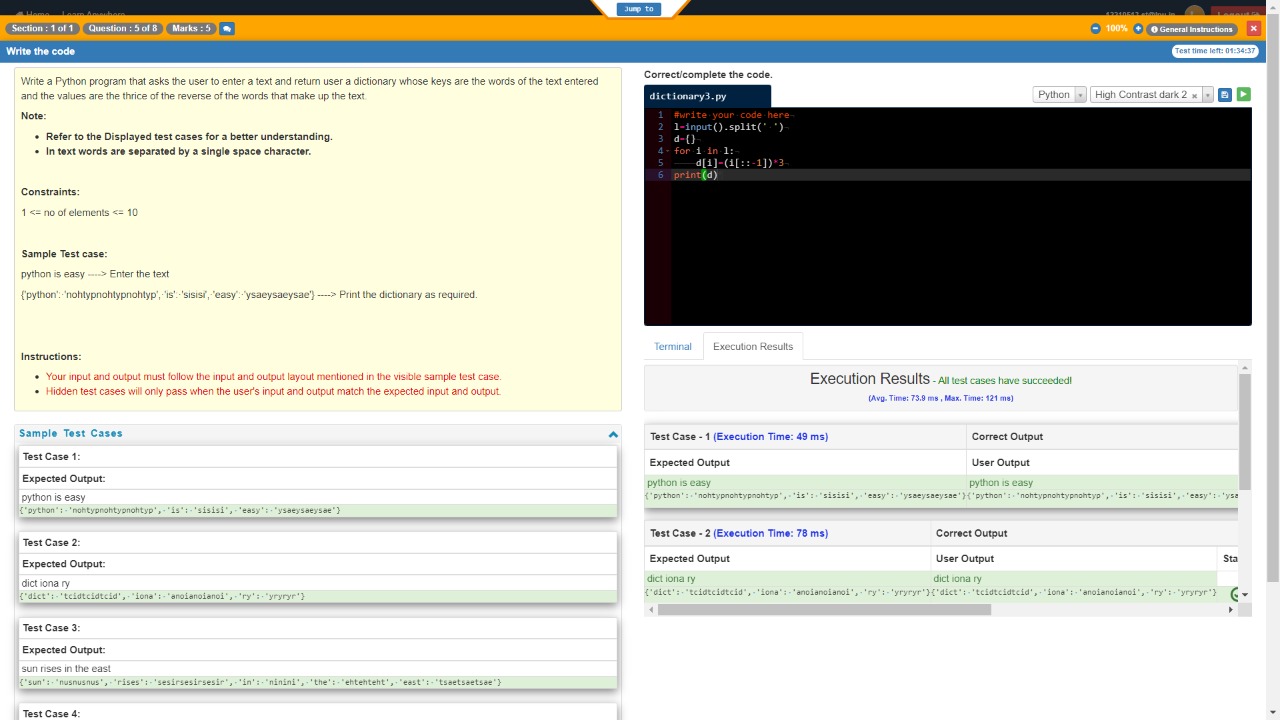 Home Learn Anywhere
Jump to
Logout
Section : 1 of 1 Question : 5 of 8 Marks : 5
100% General Instructions
Write the code
Test time left: 01:34:37
Write a Python program that asks the user to enter a text and return user a dictionary whose keys are the words of the text entered
and the values are the thrice of the reverse of the words that make up the text.
Note:
Refer to the Displayed test cases for a better understanding.
In text words are separated by a single space character.
Constraints:
1 <= no of elements <= 10
Sample Test case:
python is easy ----> Enter the text
{'python':·'nohtypnohtypnohtyp',·'is':·'sisisi',·'easy':·'ysaeysaeysae'} ----> Print the dictionary as required.
Instructions:
Your input and output must follow the input and output layout mentioned in the visible sample test case.
Hidden test cases will only pass when the user's input and output match the expected input and output.
Sample Test Cases
Test Case 1:
Expected Output:
python is easy
{'python':·'nohtypnohtypnohtyp',·'is':·'sisisi',·'easy':·'ysaeysaeysae'}
Test Case 2:
Expected Output:
dict iona ry
{'dict':·'tcidtcidtcid',·'iona':·'anoianoianoi',·'ry':·'yryryr'}
Test Case 3:
Expected Output:
sun rises in the east
{'sun':·'nusnusnus',·'rises':·'sesirsesirsesir',·'in':·'ninini',·'the':·'ehtehteht',·'east':·'tsaetsaetsae'}
Test Case 4:
Correct/complete the code.
dictionary3.py
Python High Contrast dark 2
1 #write·your·code·here
2 l=input().split('·')
3 d={}
4 for·i·in·l:
5 d[i]=(i[::-1])*3
6 print(d)
Terminal Execution Results
Execution Results - All test cases have succeeded!
(Avg. Time: 73.9 ms , Max. Time: 121 ms)
Test Case - 1 (Execution Time: 49 ms) Correct Output
Expected Output User Output
python is easy python is easy
{'python':·'nohtypnohtypnohtyp',·'is':·'sisisi',·'easy':·'ysaeysaeysae'} {'python':·'nohtypnohtypnohtyp',·'is':·'sisisi',·'easy':·'ysa
Test Case - 2 (Execution Time: 78 ms) Correct Output
Expected Output User Output Sta
dict iona ry dict iona ry
{'dict':·'tcidtcidtcid',·'iona':·'anoianoianoi',·'ry':·'yryryr'} {'dict':·'tcidtcidtcid',·'iona':·'anoianoianoi',·'ry':·'yryryr'}